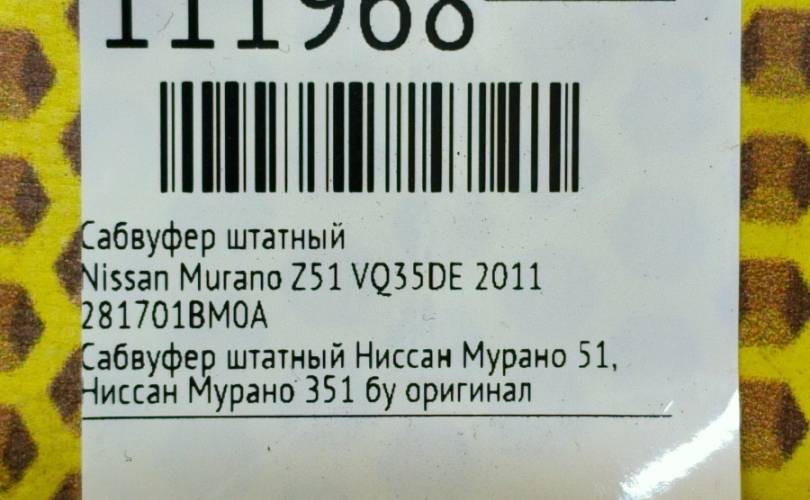 111968
Сабвуфер штатный
Nissan Murano Z51 VQ35DE 2011
281701BM0A
Сабвуфер штатный Ниссан Мурано 51,
Ниссан Мурано 351 бу оригинал